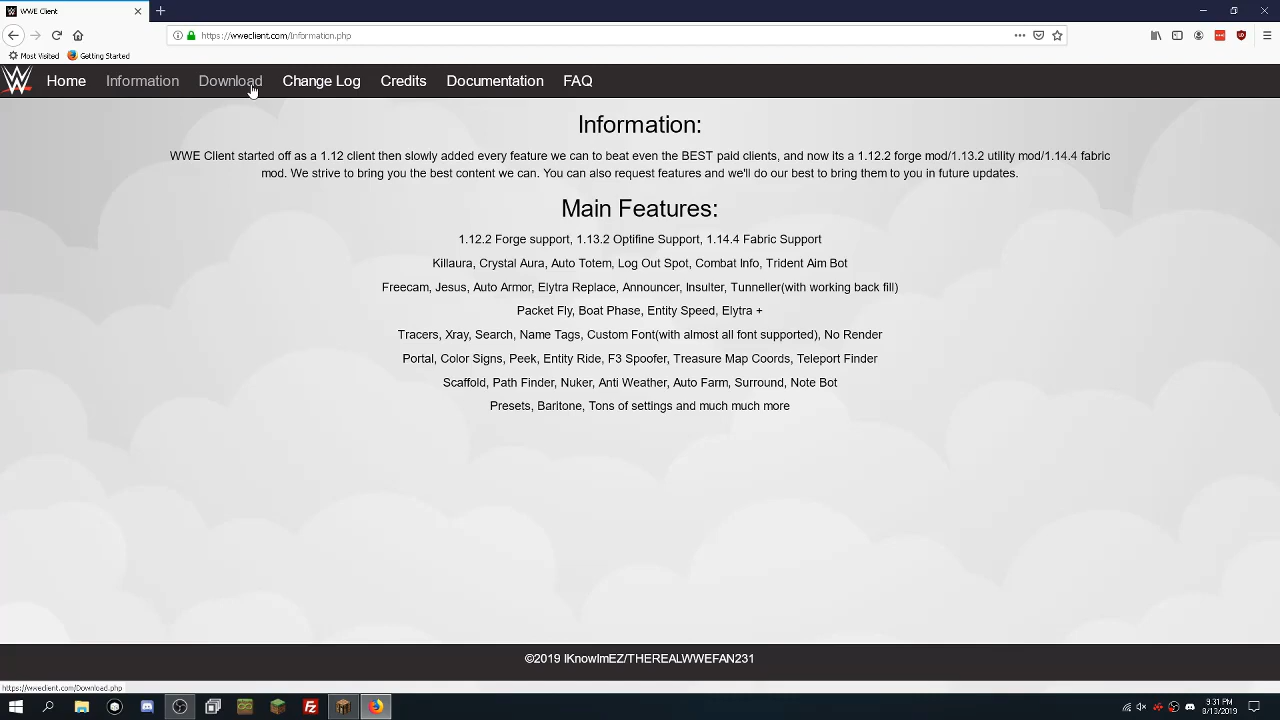 WWE Client
https://wweclient.com/Information.php
Most Visited Getting Started
Home Information Download Change Log Credits Documentation FAQ
Information:
WWE Client started off as a 1.12 client then slowly added every feature we can to beat even the BEST paid clients, and now Its a 1.12.2 forge mod/1.13.2 utility mod/1.14.4 fabric
mod. We strive to bring you the best content we can. You can also request features and we'll do our best to bring them to you in future updates.
Main Features:
1.12.2 Forge support, 1.13.2 Optifine Support, 1.14.4 Fabric Support
Killaura, Crystal Aura, Auto Totem, Log Out Spot, Combat Info, Trident Aim Bot
Freecam, Jesus, Auto Armor, Elytra Replace, Announcer, Insulter, Tunneller(with working back fill)
Packet Fly, Boat Phase, Entity Speed, Elytra +
Tracers, Xray, Search, Name Tags, Custom Font(with almost all font supported), No Render
Portal, Color Signs, Peek, Entity Ride, F3 Spoofer, Treasure Map Coords, Teleport Finder
Scaffold, Path Finder, Nuker, Anti Weather, Auto Farm, Surround, Note Bot
Presets, Baritone, Tons of settings and much much more
©2019 IKnowImEZ/THEREALWWEFAN231
https://wweclient.com/Download.php
9:31 PM
8/13/2019